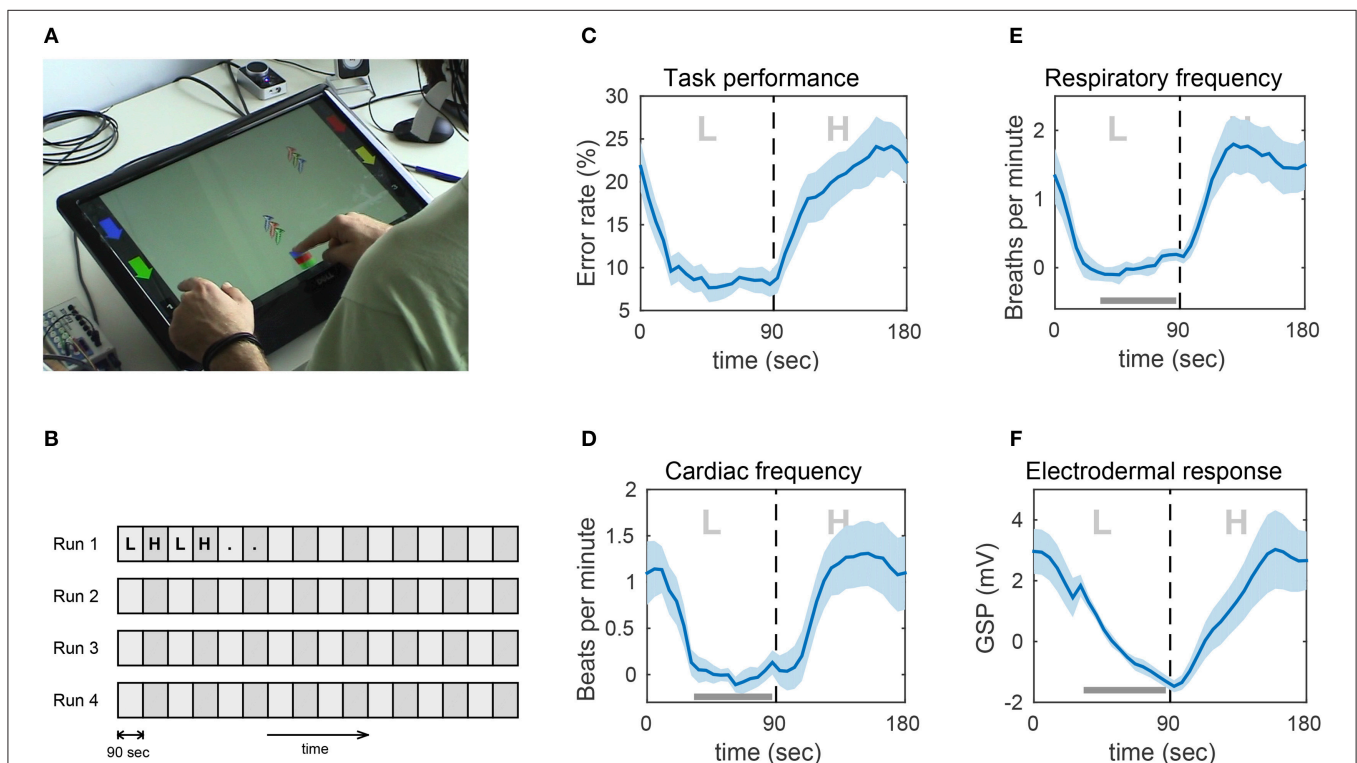 A
B
Run 1
L H L H . .
Run 2
Run 3
Run 4
90 sec
time
C
Task performance
Error rate (%)
30
25
20
15
10
5
L
H
0
90
180
time (sec)
D
Cardiac frequency
Beats per minute
2
1.5
1
0.5
0
L
H
0
90
180
time (sec)
E
Respiratory frequency
Breaths per minute
2
1
0
L
0
90
180
time (sec)
F
Electrodermal response
GSP (mV)
4
2
0
-2
L
H
0
90
180
time (sec)
DELL